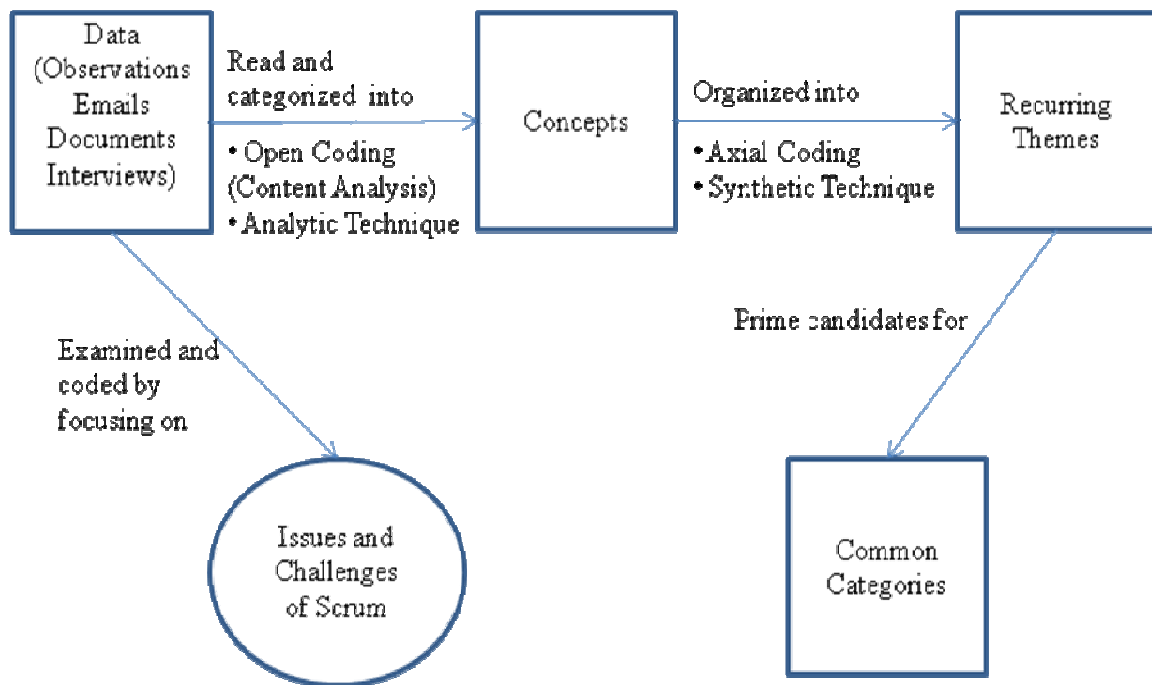 Data
(Observations
Emails
Documents
Interviews)
Read and
categorized into
• Open Coding
(Content Analysis)
• Analytic Technique
Concepts
Organized into
• Axial Coding
• Synthetic Technique
Recurring
Themes
Examined and
coded by
focusing on
Prime candidates for
Issues and
Challenges
of Scrum
Common
Categories